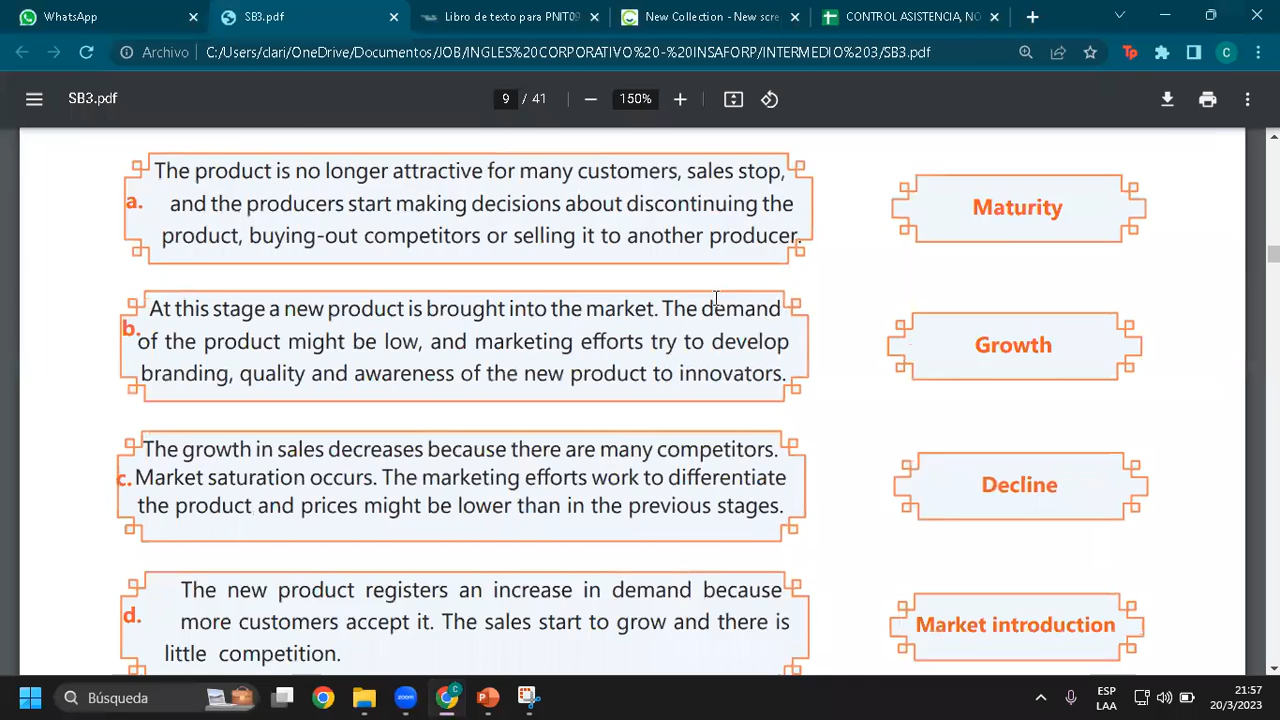 WhatsApp
SB3.pdf
Libro de texto para PNIT09
New Collection - New scre
CONTROL ASISTENCIA, NO
Archivo
C:/Users/clari/OneDrive/Documentos/JOB/INGLES%20CORPORATIVO%20-%20INSAFORP/INTERMEDIO%203/SB3.pdf
SB3.pdf
9 / 41
150%
a.
The product is no longer attractive for many customers, sales stop,
and the producers start making decisions about discontinuing the
product, buying-out competitors or selling it to another producer.
Maturity
b.
At this stage a new product is brought into the market. The demand
of the product might be low, and marketing efforts try to develop
branding, quality and awareness of the new product to innovators.
Growth
c.
The growth in sales decreases because there are many competitors.
Market saturation occurs. The marketing efforts work to differentiate
the product and prices might be lower than in the previous stages.
Decline
d.
The new product registers an increase in demand because
more customers accept it. The sales start to grow and there is
little competition.
Market introduction
Búsqueda
ESP
LAA
21:57
20/3/2023